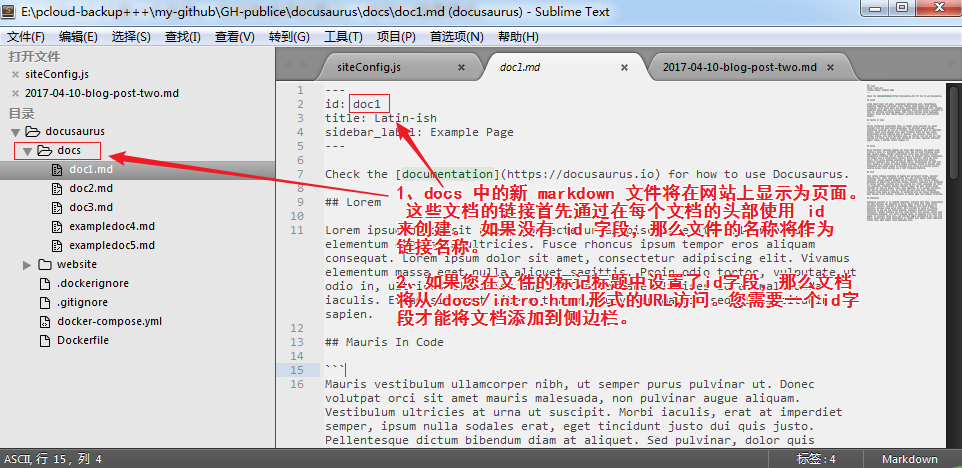 E:\pcloud-backup+++\my-github\GH-publice\docusaurus\docs\doc1.md (docusaurus) - Sublime Text
文件(F) 编辑(E) 选择(S) 查找(I) 查看(V) 转到(G) 工具(T) 项目(P) 首选项(N) 帮助(H)
打开文件
siteConfig.js
2017-04-10-blog-post-two.md
目录
docusaurus
docs
doc1.md
doc2.md
doc3.md
exampledoc4.md
exampledoc5.md
website
.dockerignore
.gitignore
docker-compose.yml
Dockerfile
siteConfig.js doc1.md 2017-04-10-blog-post-two.md
1 ---
2 id: doc1
3 title: Latin-ish
4 sidebar_label: Example Page
5 ---
6
7 Check the [documentation](https://docusaurus.io) for how to use Docusaurus.
8
9 ## Lorem
10
11 Lorem ipsum
elementum ultricies. Fusce rhoncus ipsum tempor eros aliquam
consequat. Lorem ipsum dolor sit amet, consectetur adipiscing elit. Vivamus
elementum massa eget nulla aliquet sagittis. Proin odio tortor, vulputate ut
odio in,
iaculis.
sapien.
12
13 ## Mauris In Code
14
15 ```
16 Mauris vestibulum ullamcorper nibh, ut semper purus pulvinar ut. Donec
volutpat orci sit amet mauris malesuada, non pulvinar augue aliquam.
Vestibulum ultricies at urna ut suscipit. Morbi iaculis, erat at imperdiet
semper, ipsum nulla sodales erat, eget tincidunt justo dui quis justo.
Pellentesque dictum bibendum diam at aliquet. Sed pulvinar, dolor quis
1、docs 中的新 markdown 文件将在网站上显示为页面。
这些文档的链接首先通过在每个文档的头部使用 id
来创建。 如果没有 id 字段,那么文件的名称将作为
链接名称。
2、如果您在文件的标记标题中设置了id字段, 那么文档
将从/docs/intro.html形式的URL访问。您需要一个id字
段才能将文档添加到侧边栏。
ASCII, 行 15 , 列 4 标签: 4 Markdown